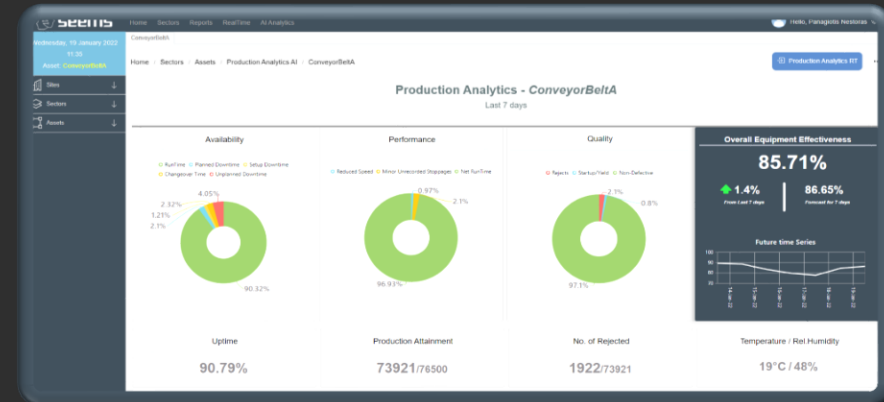 seems
Home Sectors Reports RealTime AI Analytics
Hello, Panagiotis Nestoras
Wednesday, 19 January 2022
11:35
Asset: ConveyorBeltA
Sites
Sectors
Assets
ConveyorBeltA
Home / Sectors / Assets / Production Analytics AI / ConveyorBeltA
Production Analytics RT
Production Analytics - ConveyorBeltA
Last 7 days
Availability
RunTime Planned Downtime Setup Downtime
Changeover Time Unplanned Downtime
4.05%
2.32%
1.21%
2.1%
90.32%
Performance
Reduced Speed Minor Unrecorded Stoppages Net RunTime
0.97%
2.1%
96.93%
Quality
Rejects Startup/Yield Non-Defective
2.1%
0.8%
97.1%
Overall Equipment Effectiveness
85.71%
1.4%
From Last 7 days
86.65%
Forecast for 7 days
Future time Series
100
90
80
70
Uptime
90.79%
Production Attainment
73921/76500
No. of Rejected
1922/73921
Temperature / Rel.Humidity
19°C / 48%